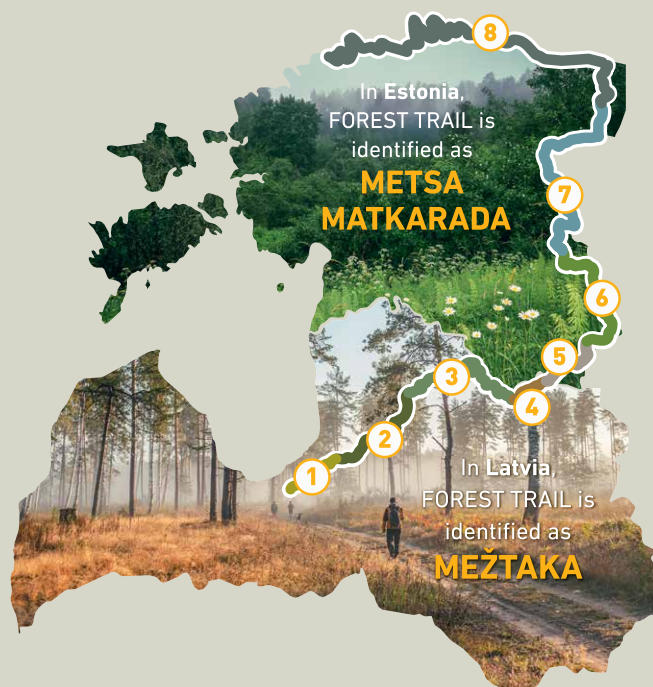 8
In Estonia,
FOREST TRAIL is
identified as
METSA
MATKARADA
7
6
5
3
4
2
1
In Latvia,
FOREST TRAIL is
identified as
MEŽTAKA